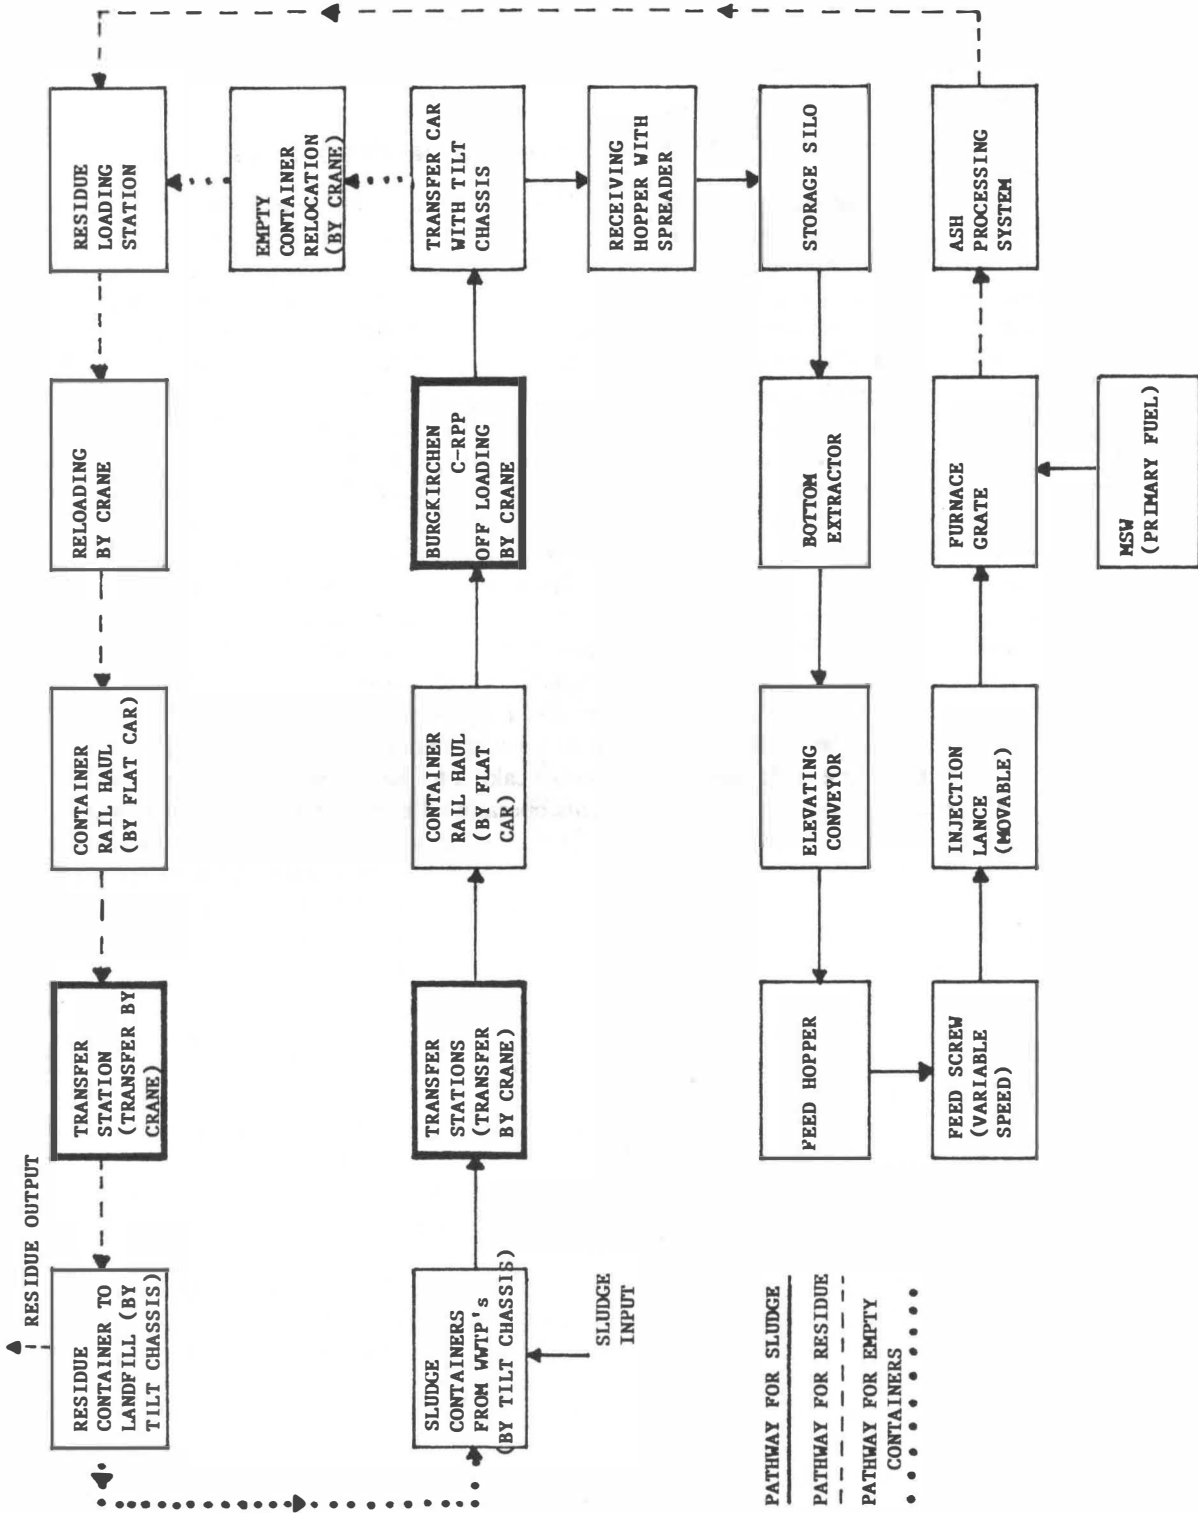 RESIDUE OUTPUT
RESIDUE
CONTAINER TO
LANDFILL (BY
TILT CHASSIS)
TRANSFER
STATION
(TRANSFER BY
CRANE)
CONTAINER
RAIL HAUL
(BY FLAT CAR)
RELOADING
BY CRANE
RESIDUE
LOADING
STATION
EMPTY
CONTAINER
RELOCATION
(BY CRANE)
SLUDGE
CONTAINERS
FROM WWTP's
(BY TILT CHASSIS)
TRANSFER
STATIONS
(TRANSFER
BY CRANE)
CONTAINER
RAIL HAUL
(BY FLAT
CAR)
BURGKIRCHEN
C-RPP
OFF LOADING
BY CRANE
TRANSFER CAR
WITH TILT
CHASSIS
SLUDGE
INPUT
RECEIVING
HOPPER WITH
SPREADER
FEED HOPPER
ELEVATING
CONVEYOR
BOTTOM
EXTRACTOR
STORAGE SILO
FEED SCREW
(VARIABLE
SPEED)
INJECTION
LANCE
(MOVABLE)
FURNACE
GRATE
ASH
PROCESSING
SYSTEM
MSW
(PRIMARY FUEL)
PATHWAY FOR SLUDGE
PATHWAY FOR RESIDUE
PATHWAY FOR EMPTY
CONTAINERS